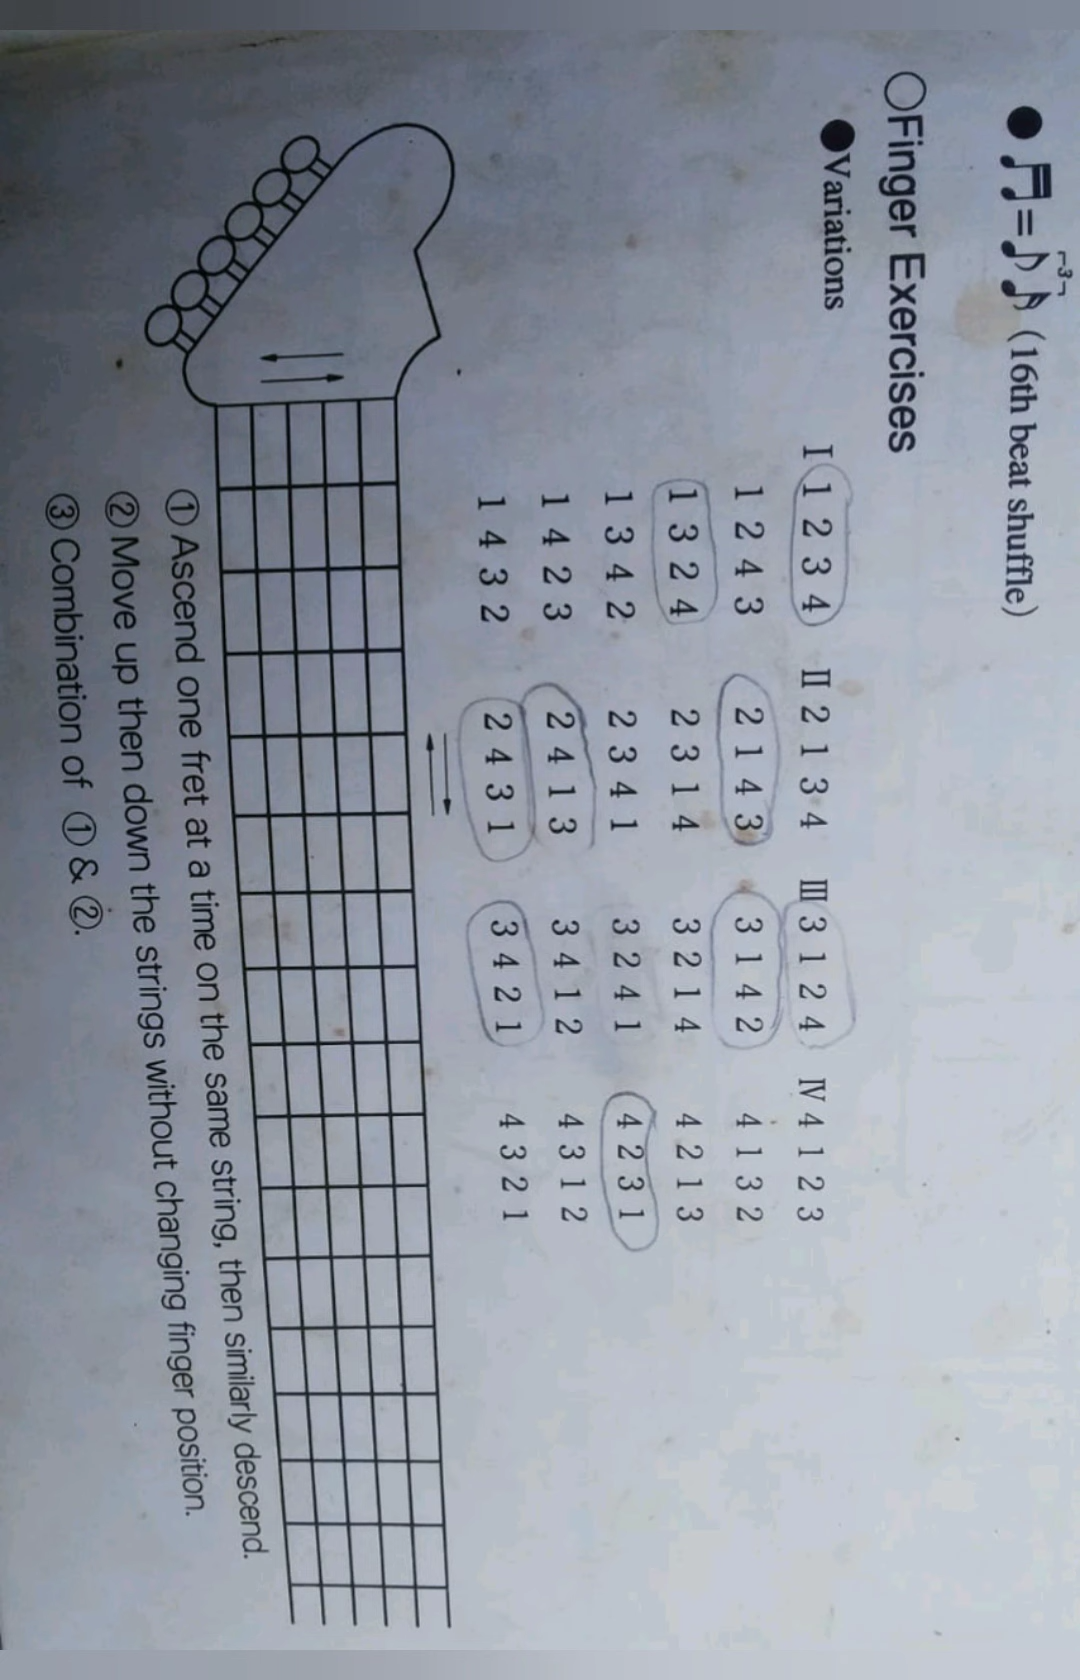 ● ♬=♪♪ 3 (16th beat shuffle)
○Finger Exercises
●Variations
I 1 2 3 4 II 2 1 3 4 III 3 1 2 4 IV 4 1 2 3
1 2 4 3 2 1 4 3 3 1 4 2 4 1 3 2
1 3 2 4 2 3 1 4 3 2 1 4 4 2 1 3
1 3 4 2 2 3 4 1 3 2 4 1 4 2 3 1
1 4 2 3 2 4 1 3 3 4 1 2 4 3 1 2
1 4 3 2 2 4 3 1 3 4 2 1 4 3 2 1
① Ascend one fret at a time on the same string, then similarly descend.
② Move up then down the strings without changing finger position.
③ Combination of ① & ②.